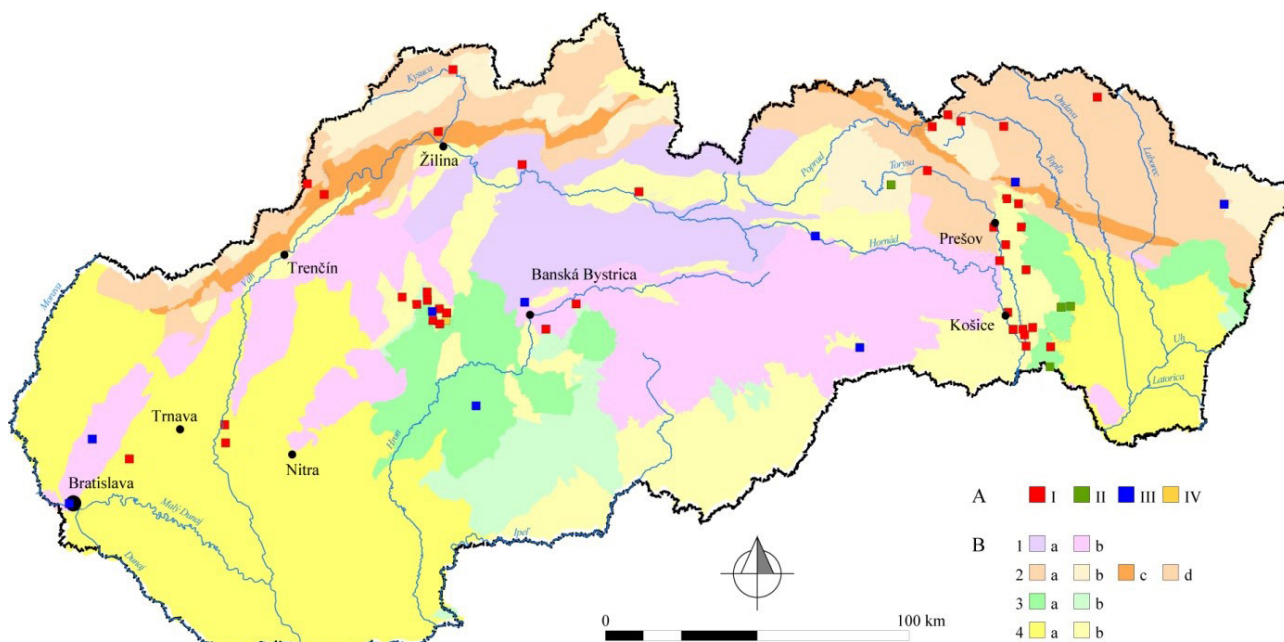 Kysuca
Žilina
Váh
Trenčín
Morava
Trnava
Nitra
Bratislava
Malý Dunaj
Dunaj
Hron
Ipeľ
Banská Bystrica
Poprad
Torysa
Hornád
Prešov
Košice
Topľa
Ondava
Laborec
Uh
Latorica
A I II III IV
B
1 a b
2 a b c d
3 a b
4 a b
0 100 km